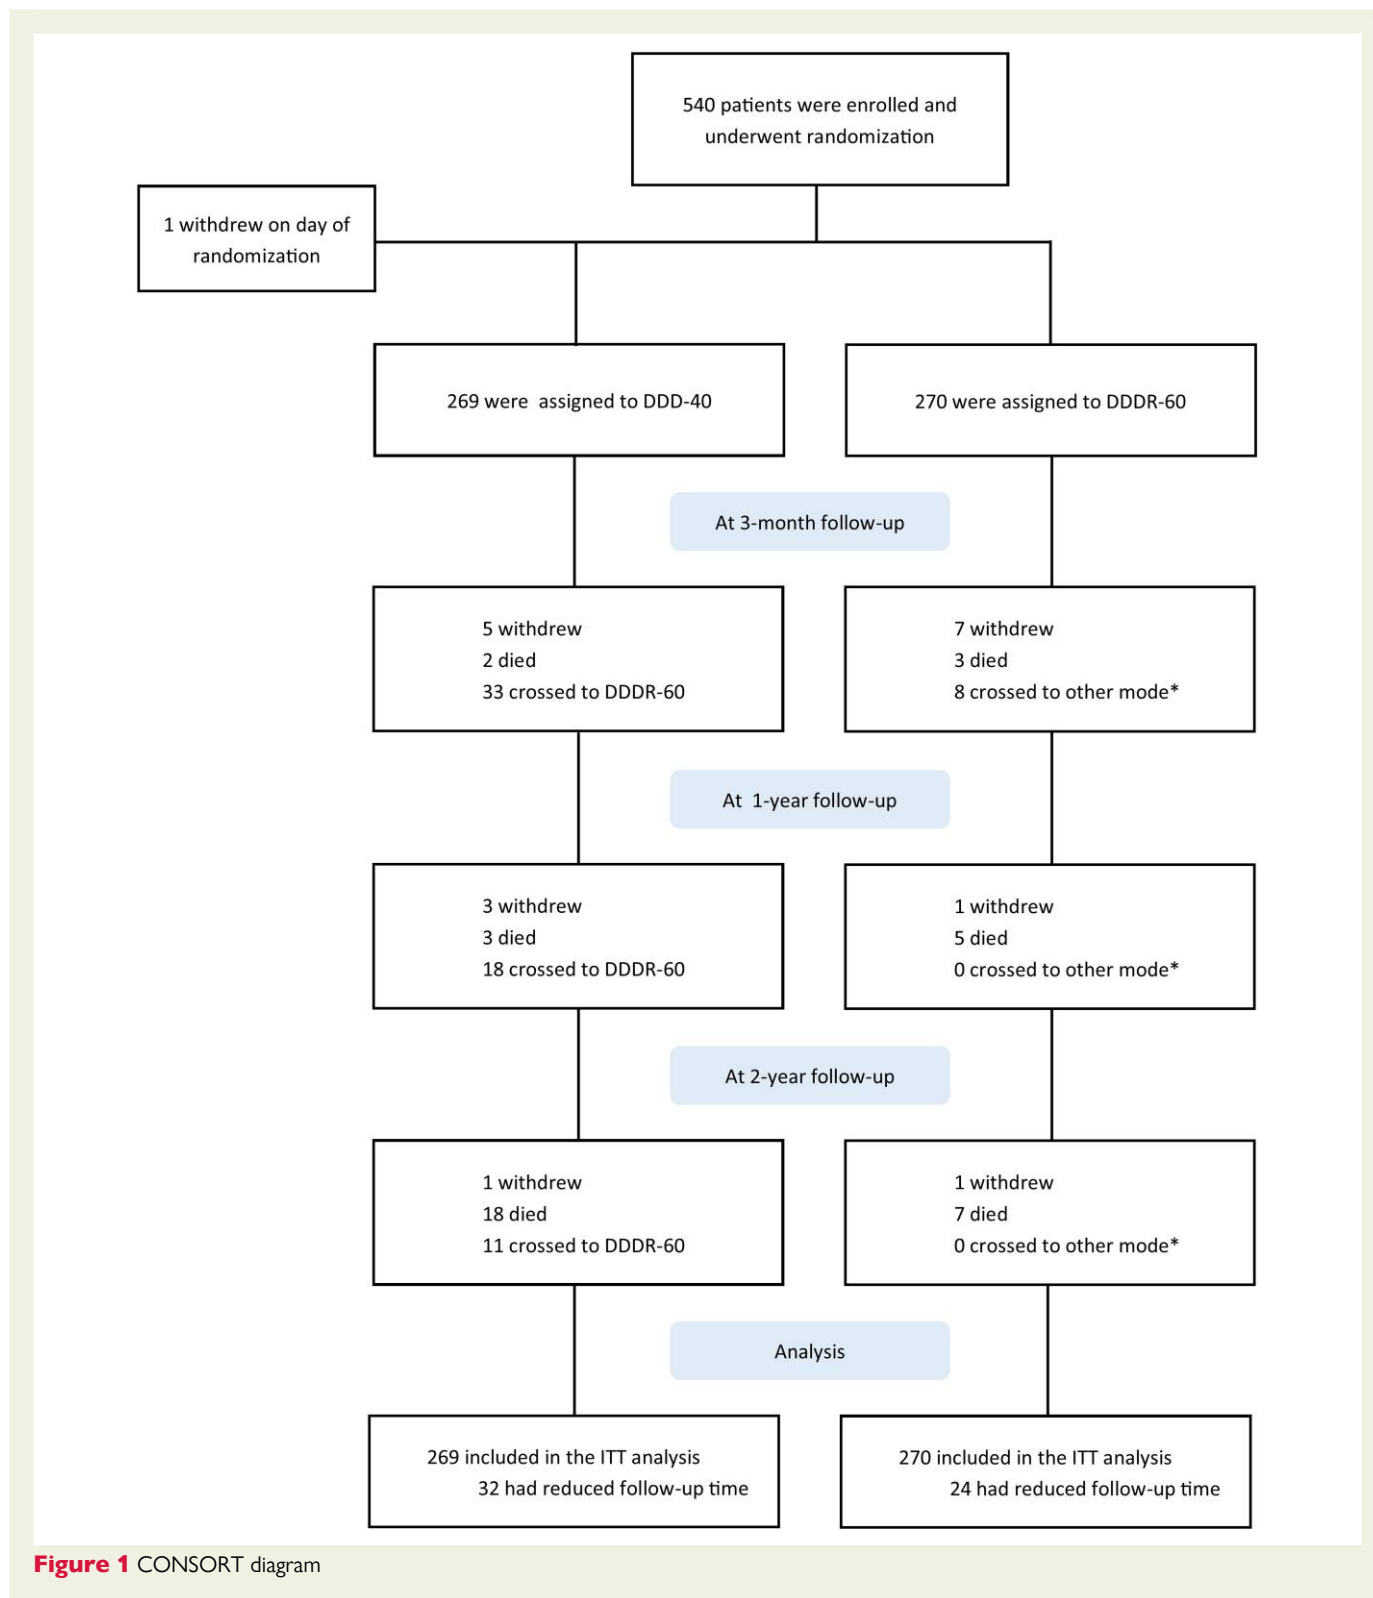 540 patients were enrolled and
underwent randomization
1 withdrew on day of
randomization
269 were assigned to DDD-40
270 were assigned to DDDR-60
At 3-month follow-up
5 withdrew
2 died
33 crossed to DDDR-60
7 withdrew
3 died
8 crossed to other mode*
At 1-year follow-up
3 withdrew
3 died
18 crossed to DDDR-60
1 withdrew
5 died
0 crossed to other mode*
At 2-year follow-up
1 withdrew
18 died
11 crossed to DDDR-60
1 withdrew
7 died
0 crossed to other mode*
Analysis
269 included in the ITT analysis
32 had reduced follow-up time
270 included in the ITT analysis
24 had reduced follow-up time
Figure 1 CONSORT diagram